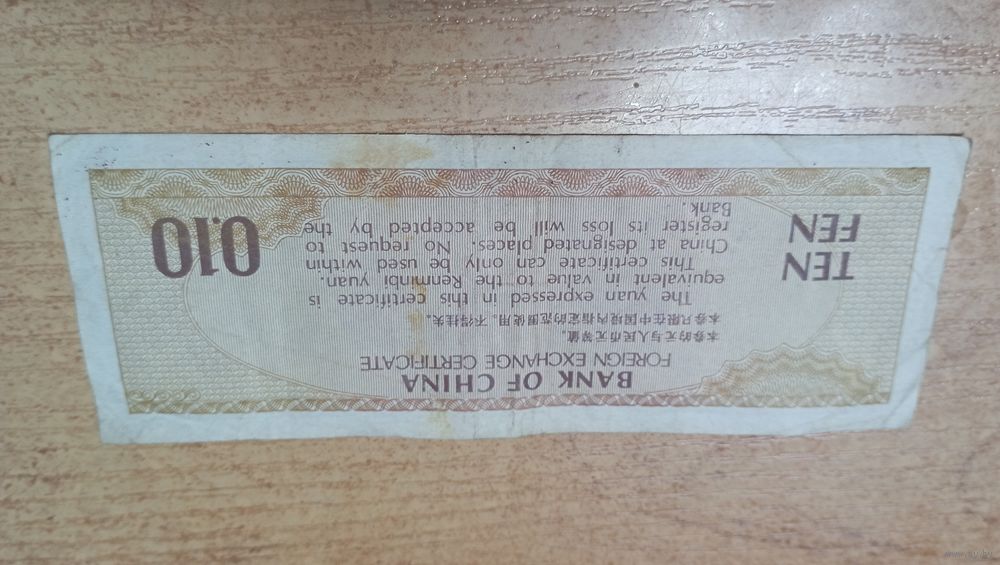 BANK OF CHINA
FOREIGN EXCHANGE CERTIFICATE
本券的元与人民币元等值。
本券只限在中国境内指定的范围使用。不得挂失。
The yuan expressed in this certificate is
equivalent in value to the Renminbi yuan.
This certificate can only be used within
China at designated places. No request to
register its loss will be accepted by the
Bank.
TEN
FEN
0.10